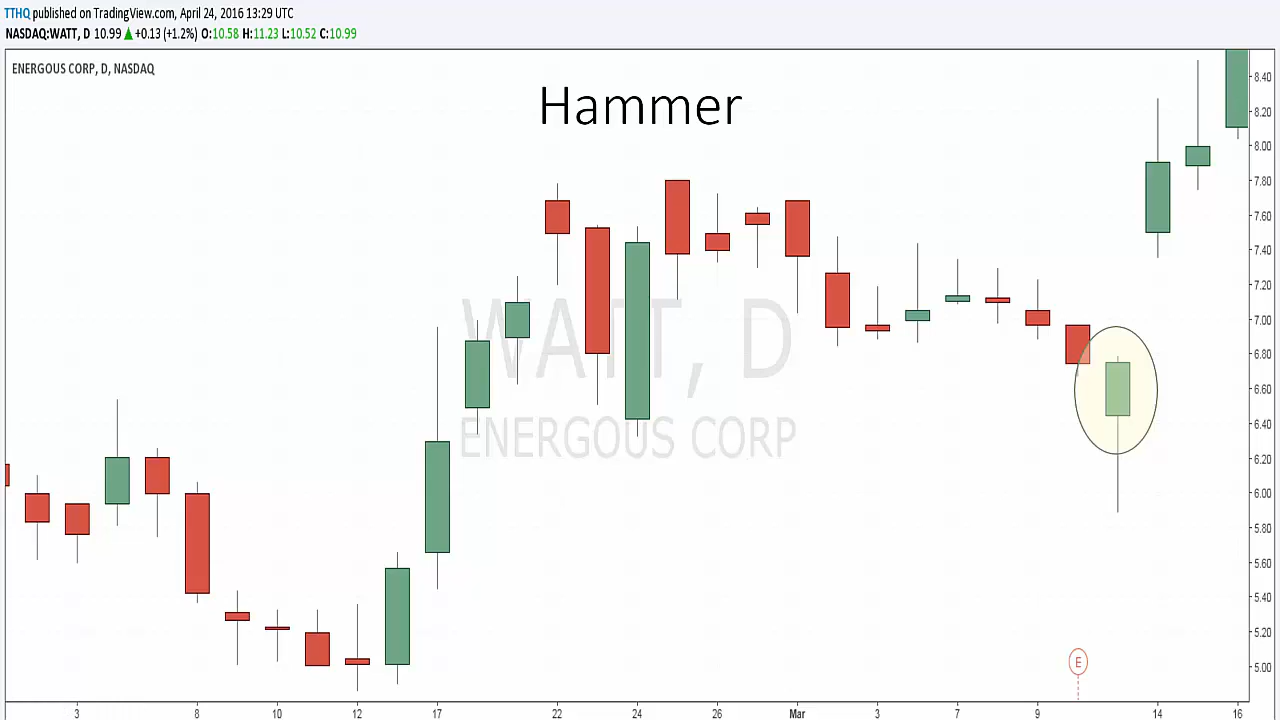 TTHQ published on TradingView.com, April 24, 2016 13:29 UTC
NASDAQ:WATT, D 10.99 ▲ +0.13 (+1.2%) O:10.58 H:11.23 L:10.52 C:10.99
ENERGOUS CORP, D, NASDAQ
Hammer
WATT, D
ENERGOUS CORP
8.40
8.20
8.00
7.80
7.60
7.40
7.20
7.00
6.80
6.60
6.40
6.20
6.00
5.80
5.60
5.40
5.20
5.00
E
3 8 10 12 17 22 24 26 Mar 3 7 9 14 16